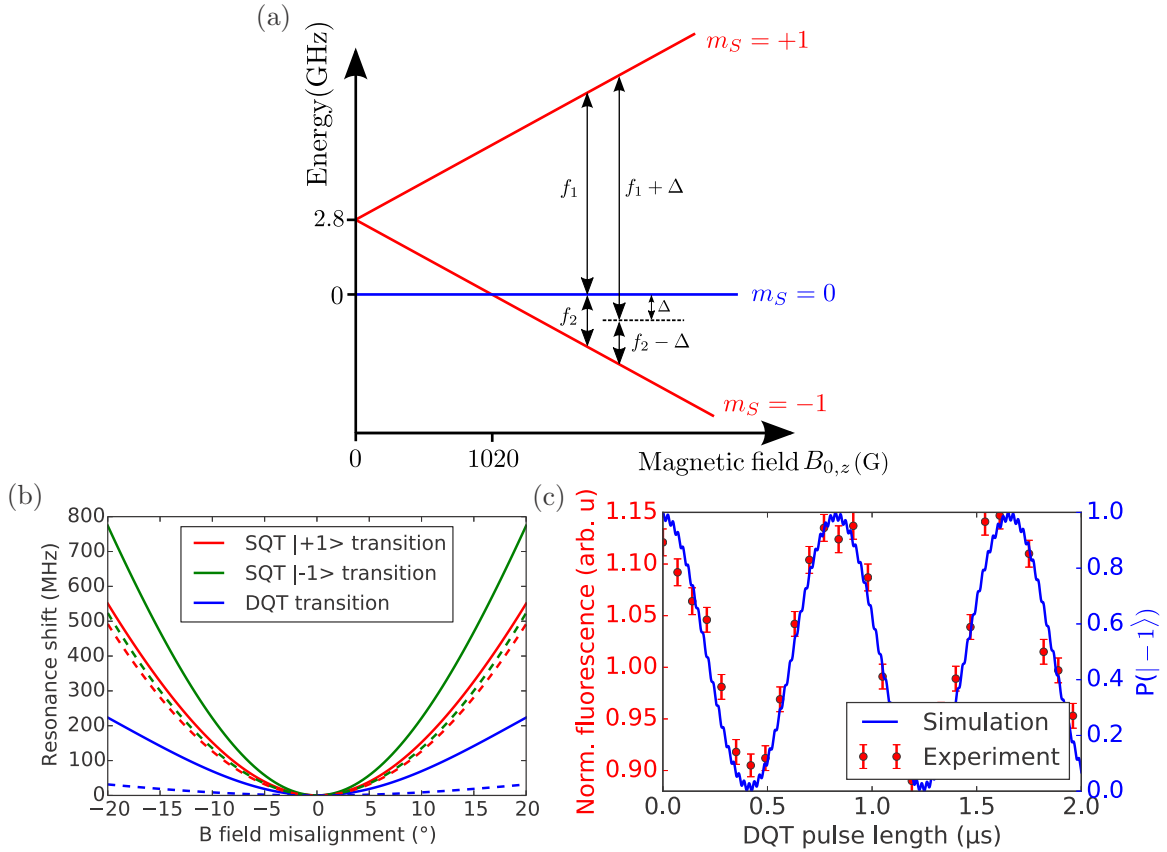 (a)
Energy(GHz)
2.8
0
m_S = +1
m_S = 0
m_S = −1
f_1
f_1 + Δ
Δ
f_2
f_2 − Δ
0
1020
Magnetic field B_{0,z} (G)
(b)
Resonance shift (MHz)
800
700
600
500
400
300
200
100
0
SQT |+1> transition
SQT |-1> transition
DQT transition
−20 −15 −10 −5 0 5 10 15 20
B field misalignment (°)
(c)
Norm. fluorescence (arb. u)
1.15
1.10
1.05
1.00
0.95
0.90
Simulation
Experiment
1.0
0.8
0.6
0.4
0.2
0.0
P(|−1⟩)
0.0 0.5 1.0 1.5 2.0
DQT pulse length (μs)